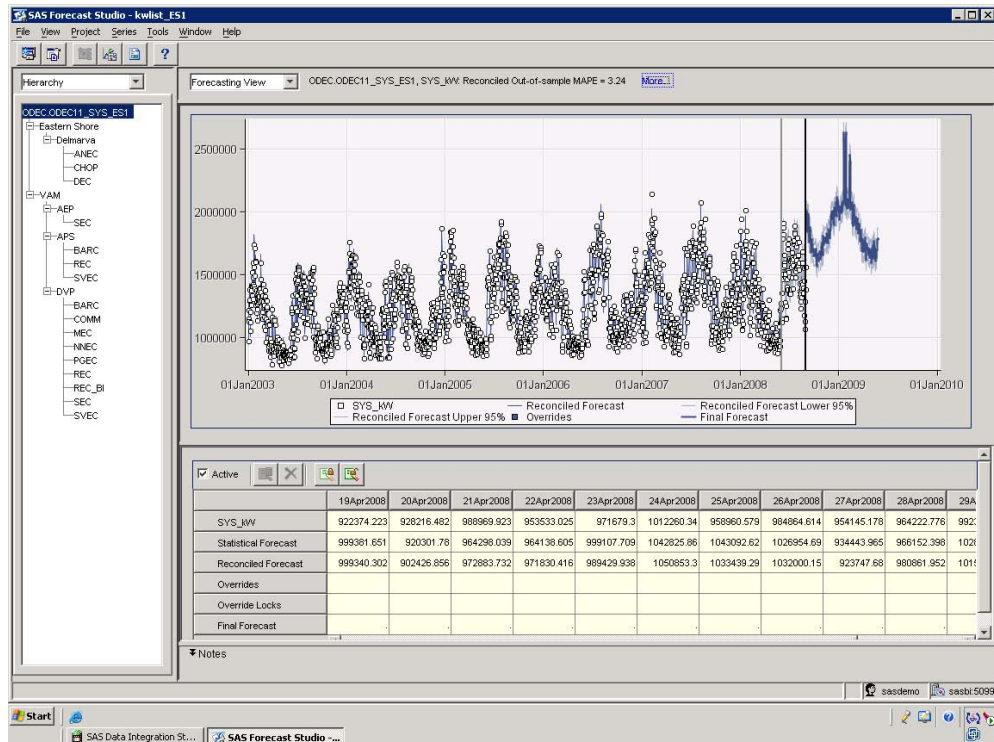 SAS Forecast Studio - kwlist_ES1
File View Project Series Tools Window Help
Hierarchy
Forecasting View
ODEC.ODEC11_SYS_ES1, SYS_kW: Reconciled Out-of-sample MAPE = 3.24
More...
ODEC.ODEC11_SYS_ES1
Eastern Shore
Delmarva
ANEC
CHOP
DEC
VAM
AEP
SEC
APS
BARC
REC
SVEC
DVP
BARC
COMM
MEC
NNEC
PGEC
REC
REC_BI
SEC
SVEC
2500000
2000000
1500000
1000000
01Jan2003 01Jan2004 01Jan2005 01Jan2006 01Jan2007 01Jan2008 01Jan2009 01Jan2010
SYS_kW Reconciled Forecast Reconciled Forecast Lower 95%
Reconciled Forecast Upper 95% Overrides Final Forecast
Active
19Apr2008 20Apr2008 21Apr2008 22Apr2008 23Apr2008 24Apr2008 25Apr2008 26Apr2008 27Apr2008 28Apr2008 29A
SYS_kW 922374.223 928216.482 988969.923 953533.025 971679.3 1012260.34 958960.579 984864.614 954145.178 964222.776 992
Statistical Forecast 999381.651 920301.78 964298.039 964138.605 999107.709 1042825.86 1043092.62 1026954.69 934443.965 966152.398 102
Reconciled Forecast 999340.302 902426.856 972883.732 971830.416 989429.938 1050853.3 1033439.29 1032000.15 923747.68 980861.952 101
Overrides
Override Locks
Final Forecast . . . . . . . . . .
Notes
sasdemo sasbi:5099
Start
SAS Data Integration St... SAS Forecast Studio -...